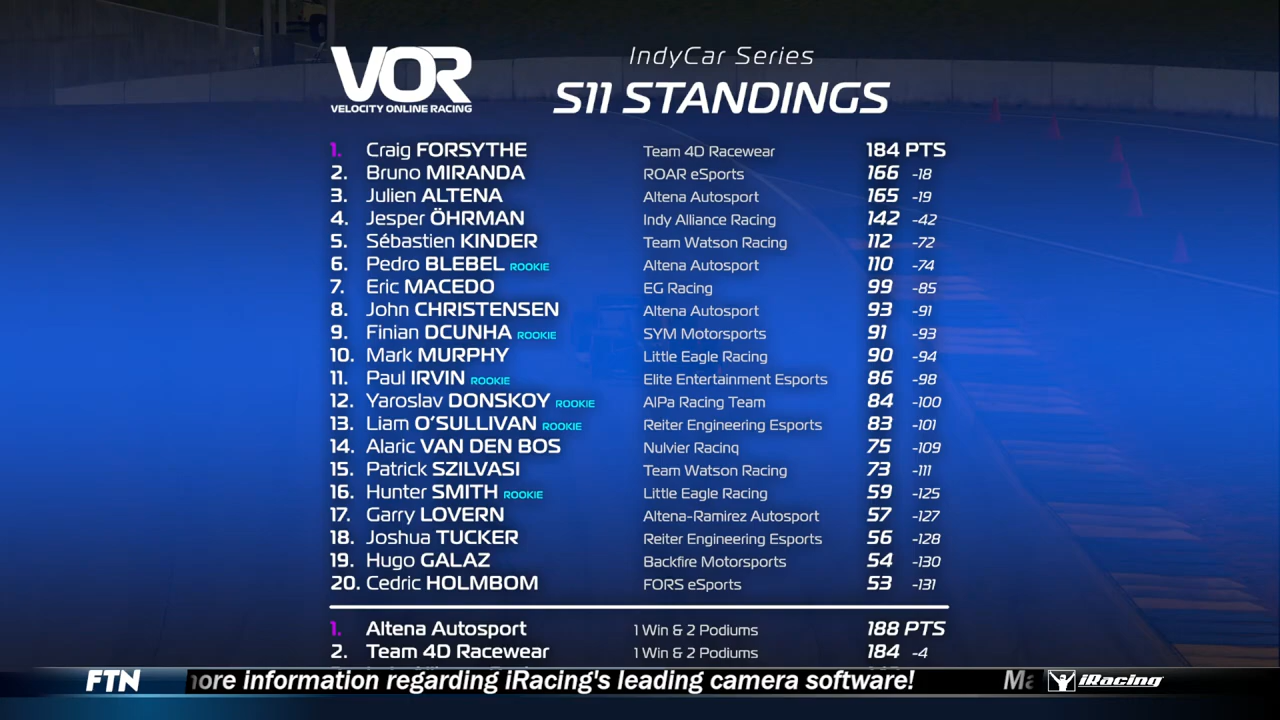 VOR
VELOCITY ONLINE RACING
IndyCar Series
S11 STANDINGS
1. Craig FORSYTHE Team 4D Racewear 184 PTS
2. Bruno MIRANDA ROAR eSports 166 -18
3. Julien ALTENA Altena Autosport 165 -19
4. Jesper ÖHRMAN Indy Alliance Racing 142 -42
5. Sébastien KINDER Team Watson Racing 112 -72
6. Pedro BLEBEL ROOKIE Altena Autosport 110 -74
7. Eric MACEDO EG Racing 99 -85
8. John CHRISTENSEN Altena Autosport 93 -91
9. Finian DCUNHA ROOKIE SYM Motorsports 91 -93
10. Mark MURPHY Little Eagle Racing 90 -94
11. Paul IRVIN ROOKIE Elite Entertainment Esports 86 -98
12. Yaroslav DONSKOY ROOKIE AIPa Racing Team 84 -100
13. Liam O'SULLIVAN ROOKIE Reiter Engineering Esports 83 -101
14. Alaric VAN DEN BOS Nulvier Racing 75 -109
15. Patrick SZILVASI Team Watson Racing 73 -111
16. Hunter SMITH ROOKIE Little Eagle Racing 59 -125
17. Garry LOVERN Altena-Ramirez Autosport 57 -127
18. Joshua TUCKER Reiter Engineering Esports 56 -128
19. Hugo GALAZ Backfire Motorsports 54 -130
20. Cedric HOLMBOM FORS eSports 53 -131
1. Altena Autosport 1 Win & 2 Podiums 188 PTS
2. Team 4D Racewear 1 Win & 2 Podiums 184 -4
FTN more information regarding iRacing's leading camera software! Ma iRacing